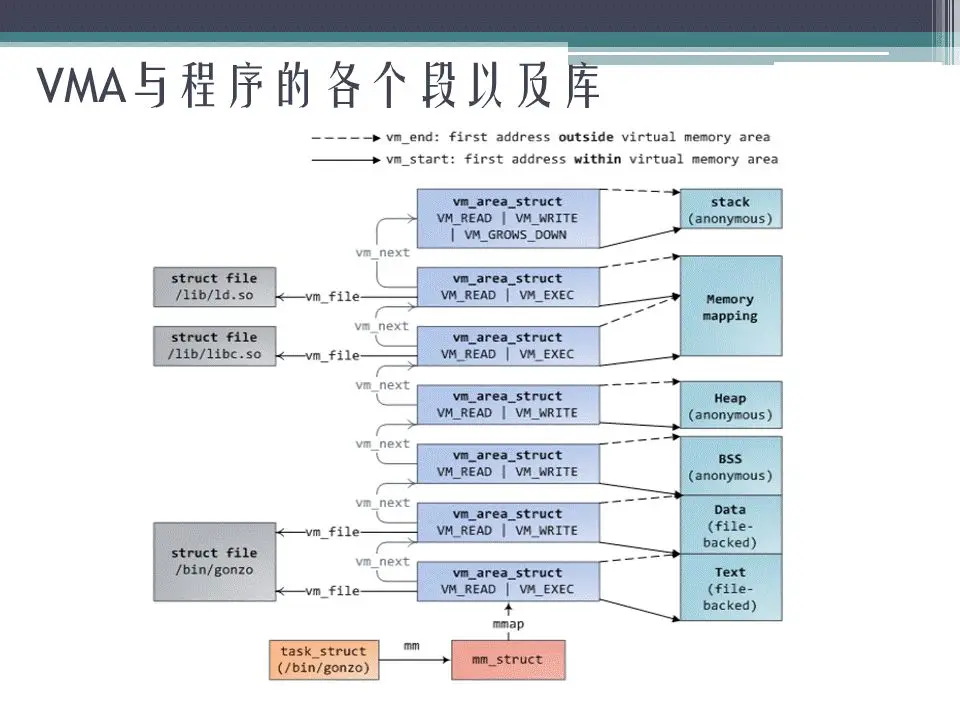 VMA与程序的各个段以及库
vm_end: first address outside virtual memory area
vm_start: first address within virtual memory area
vm_area_struct
VM_READ | VM_WRITE
| VM_GROWS_DOWN
stack
(anonymous)
vm_next
struct file
/lib/ld.so
vm_file
vm_area_struct
VM_READ | VM_EXEC
Memory
mapping
vm_next
struct file
/lib/libc.so
vm_file
vm_area_struct
VM_READ | VM_EXEC
vm_next
vm_area_struct
VM_READ | VM_WRITE
Heap
(anonymous)
vm_next
vm_area_struct
VM_READ | VM_WRITE
BSS
(anonymous)
vm_next
vm_file
vm_area_struct
VM_READ | VM_WRITE
Data
(file-
backed)
struct file
/bin/gonzo
vm_next
vm_file
vm_area_struct
VM_READ | VM_EXEC
Text
(file-
backed)
mmap
task_struct
(/bin/gonzo)
mm
mm_struct